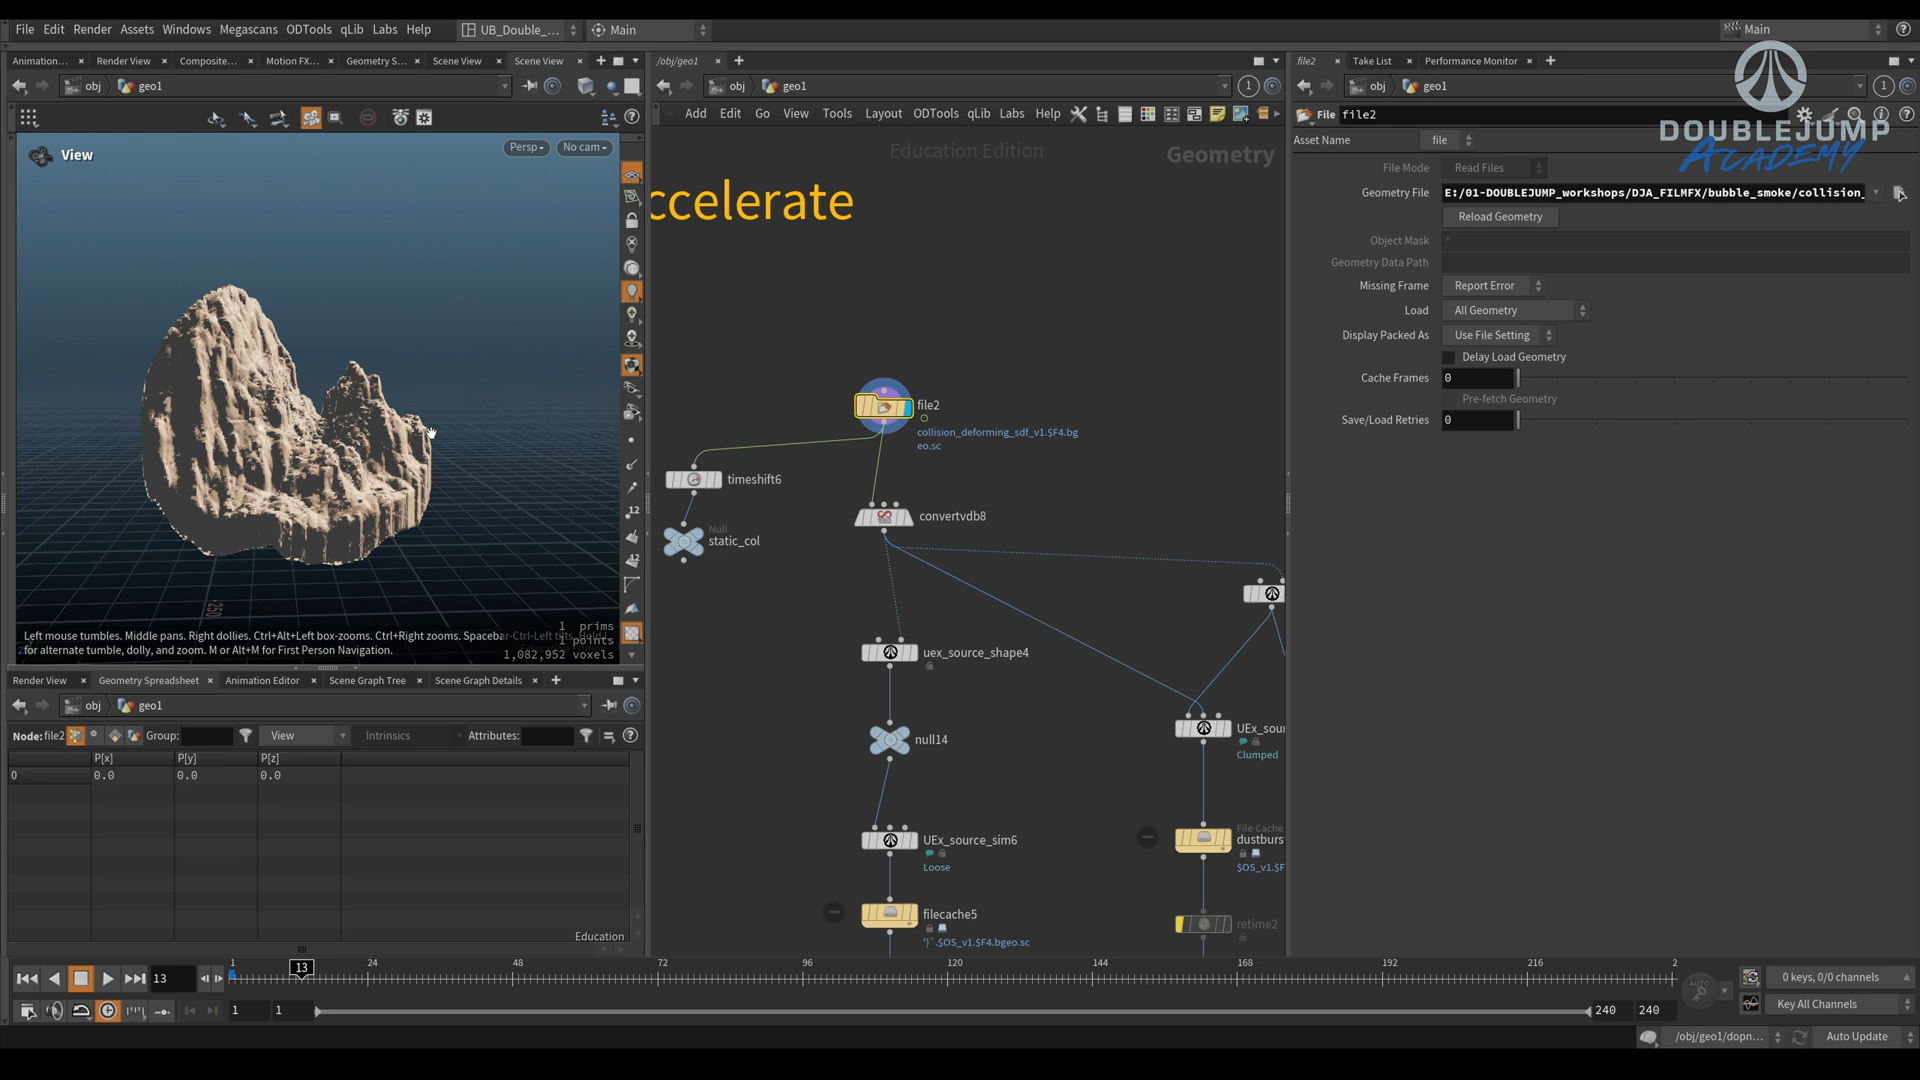 File Edit Render Assets Windows Megascans ODTools qLib Labs Help UB_Double_... Main Main
Animation... Render View Composite... Motion FX... Geometry S... Scene View Scene View
obj geo1
View
Persp No cam
12
12
250
1 prims
1 points
1,082,952 voxels
Left mouse tumbles. Middle pans. Right dollies. Ctrl+Alt+Left box-zooms. Ctrl+Right zooms. Spacebar-Ctrl-Left tilts. Hold L
for alternate tumble, dolly, and zoom. M or Alt+M for First Person Navigation.
Render View Geometry Spreadsheet Animation Editor Scene Graph Tree Scene Graph Details
obj geo1
Node: file2 Group: View Intrinsics Attributes:
P[x] P[y] P[z]
0 0.0 0.0 0.0
Education
/obj/geo1
obj geo1 1
Add Edit Go View Tools Layout ODTools qLib Labs Help
Education Edition
Geometry
ccelerate
file2
collision_deforming_sdf_v1.$F4.bg
eo.sc
timeshift6
Null
static_col
convertvdb8
uex_source_shape4
null14
UEx_source_sim6
Loose
filecache5
')`.$OS_v1.$F4.bgeo.sc
UEx_sour
Clumped
File Cache
dustburs
$OS_v1.$F
retime2
file2 Take List Performance Monitor
obj geo1 1
File file2
DOUBLEJUMP
ACADEMY
Asset Name file
File Mode Read Files
Geometry File E:/01-DOUBLEJUMP_workshops/DJA_FILMFX/bubble_smoke/collision_
Reload Geometry
Object Mask *
Geometry Data Path
Missing Frame Report Error
Load All Geometry
Display Packed As Use File Setting
Delay Load Geometry
Cache Frames 0
Pre-fetch Geometry
Save/Load Retries 0
13 1 13 24 48 72 96 120 144 168 192 216 2
AUTO
0 keys, 0/0 channels
1 1 240 240
Key All Channels
/obj/geo1/dopn... Auto Update